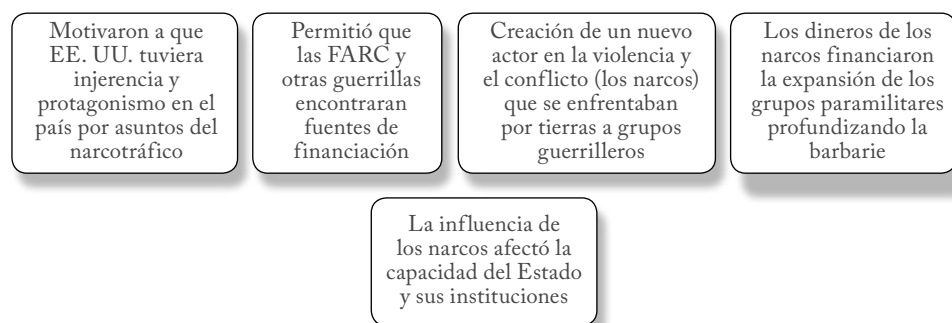 Motivaron a que
EE. UU. tuviera
injerencia y
protagonismo en el
país por asuntos del
narcotráfico
Permitió que
las FARC y
otras guerrillas
encontraran
fuentes de
financiación
Creación de un nuevo
actor en la violencia y
el conflicto (los narcos)
que se enfrentaban
por tierras a grupos
guerrilleros
Los dineros de los
narcos financiaron
la expansión de los
grupos paramilitares
profundizando la
barbarie
La influencia de
los narcos afectó la
capacidad del Estado
y sus instituciones